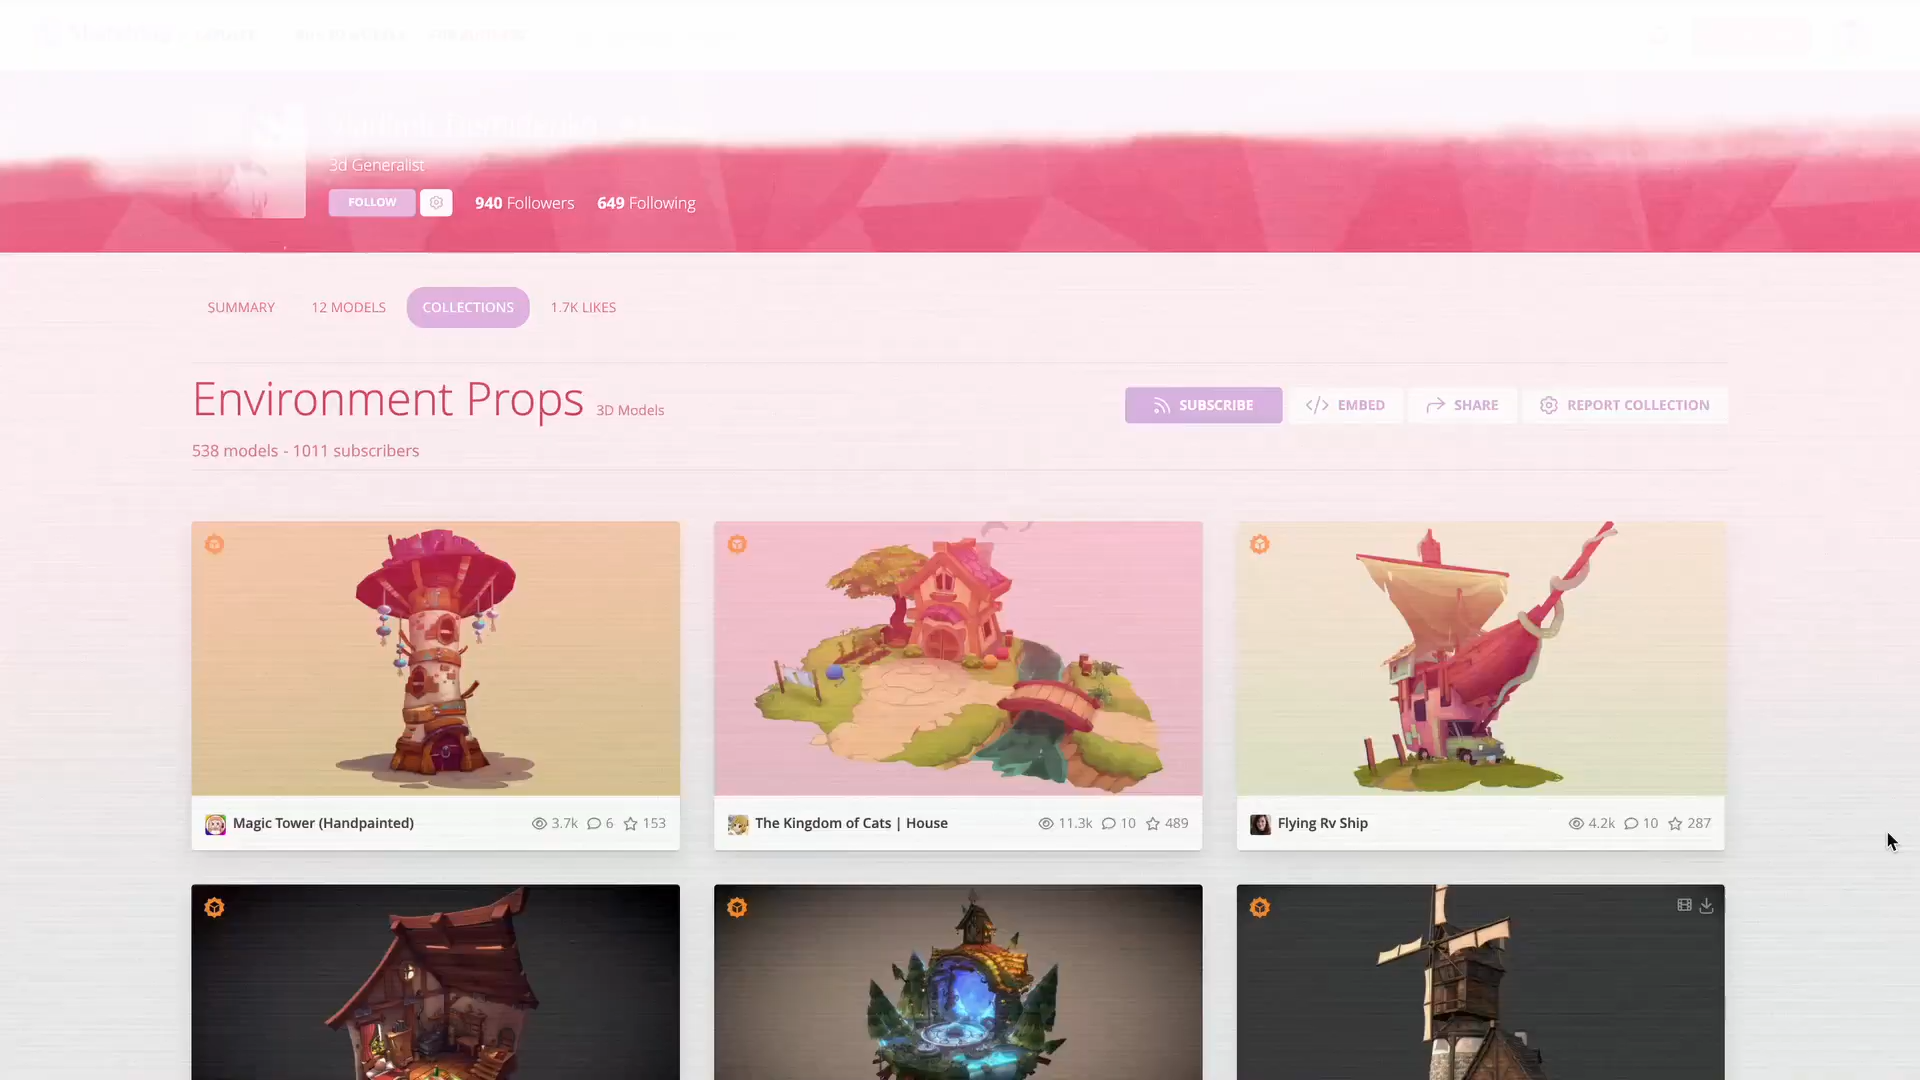 3d Generalist
FOLLOW 940 Followers 649 Following
SUMMARY 12 MODELS COLLECTIONS 1.7K LIKES
Environment Props 3D Models
SUBSCRIBE EMBED SHARE REPORT COLLECTION
538 models - 1011 subscribers
Magic Tower (Handpainted) 3.7k 6 153
The Kingdom of Cats | House 11.3k 10 489
Flying Rv Ship 4.2k 10 287